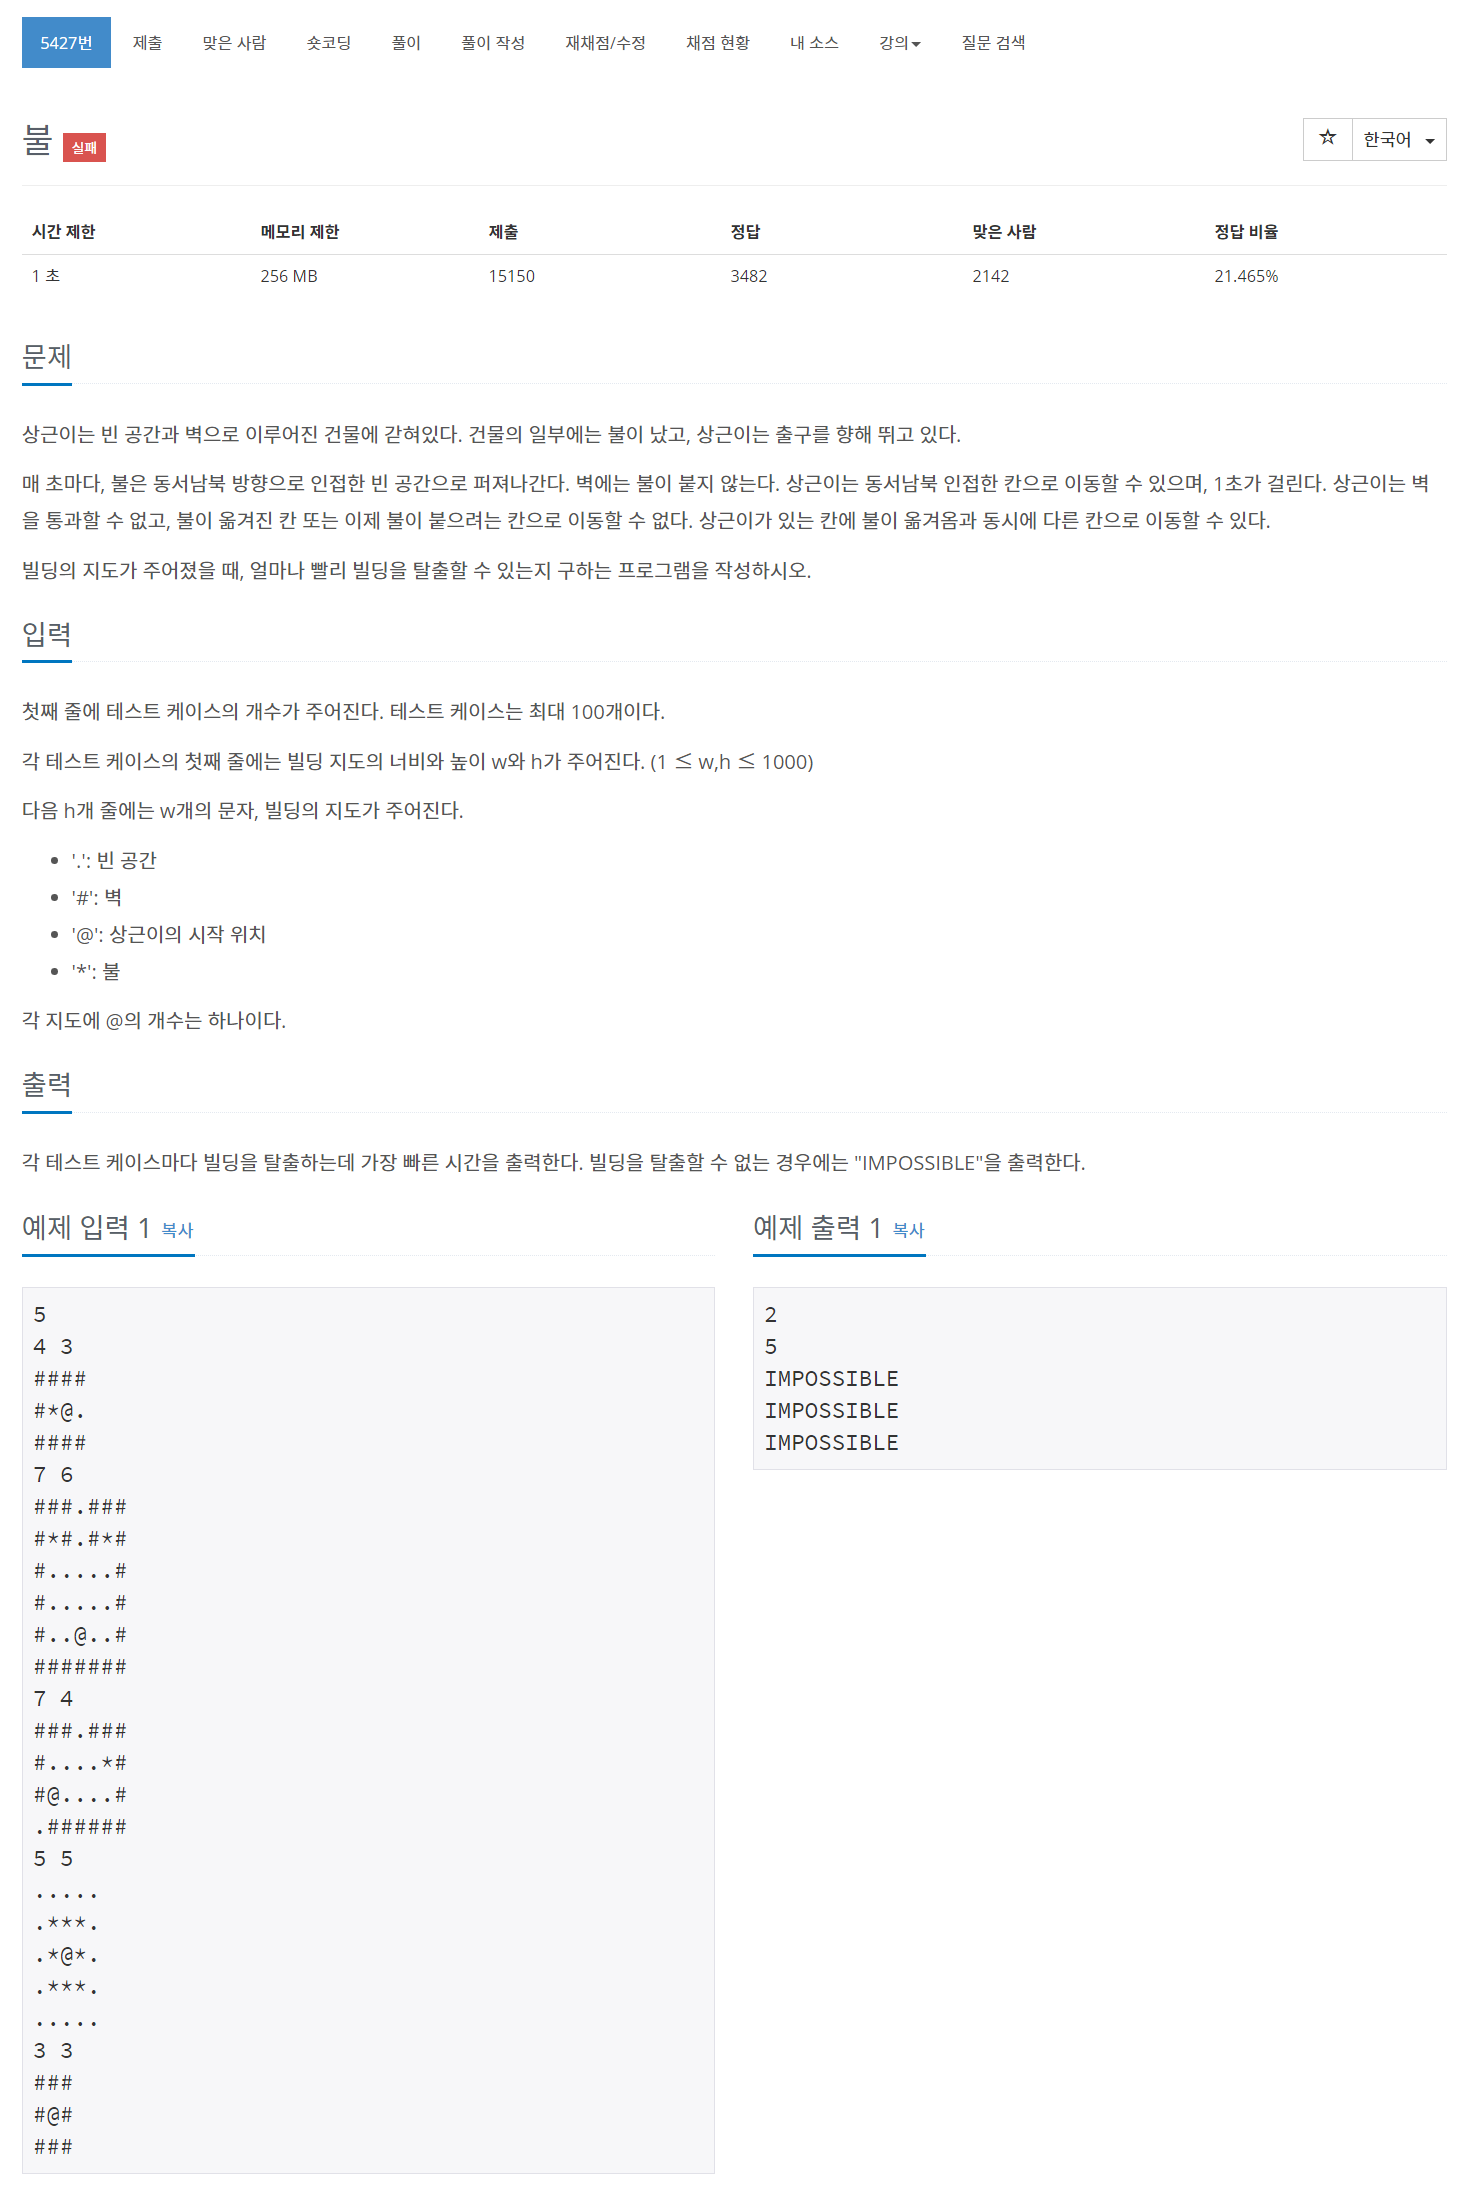 5427번 제출 맞은 사람 숏코딩 풀이 풀이 작성 재채점/수정 채점 현황 내 소스 강의 질문 검색
불 실패
☆ 한국어
시간 제한 메모리 제한 제출 정답 맞은 사람 정답 비율
1 초 256 MB 15150 3482 2142 21.465%
문제
상근이는 빈 공간과 벽으로 이루어진 건물에 갇혀있다. 건물의 일부에는 불이 났고, 상근이는 출구를 향해 뛰고 있다.
매 초마다, 불은 동서남북 방향으로 인접한 빈 공간으로 퍼져나간다. 벽에는 불이 붙지 않는다. 상근이는 동서남북 인접한 칸으로 이동할 수 있으며, 1초가 걸린다. 상근이는 벽
을 통과할 수 없고, 불이 옮겨진 칸 또는 이제 불이 붙으려는 칸으로 이동할 수 없다. 상근이가 있는 칸에 불이 옮겨옴과 동시에 다른 칸으로 이동할 수 있다.
빌딩의 지도가 주어졌을 때, 얼마나 빨리 빌딩을 탈출할 수 있는지 구하는 프로그램을 작성하시오.
입력
첫째 줄에 테스트 케이스의 개수가 주어진다. 테스트 케이스는 최대 100개이다.
각 테스트 케이스의 첫째 줄에는 빌딩 지도의 너비와 높이 w와 h가 주어진다. (1 ≤ w,h ≤ 1000)
다음 h개 줄에는 w개의 문자, 빌딩의 지도가 주어진다.
• '.': 빈 공간
• '#': 벽
• '@': 상근이의 시작 위치
• '*': 불
각 지도에 @의 개수는 하나이다.
출력
각 테스트 케이스마다 빌딩을 탈출하는데 가장 빠른 시간을 출력한다. 빌딩을 탈출할 수 없는 경우에는 "IMPOSSIBLE"을 출력한다.
예제 입력 1 복사
5
4 3
####
#*@.
####
7 6
###.###
#*#.#*#
#.....#
#.....#
#..@..#
#######
7 4
###.###
#....*#
#@....#
.######
5 5
.....
.***.
.*@*.
.***.
.....
3 3
###
#@#
###
예제 출력 1 복사
2
5
IMPOSSIBLE
IMPOSSIBLE
IMPOSSIBLE